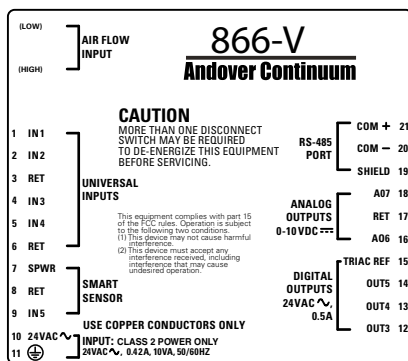 (LOW)
AIR FLOW
INPUT
(HIGH)
866-V
Andover Continuum
CAUTION
MORE THAN ONE DISCONNECT
SWITCH MAY BE REQUIRED
TO DE-ENERGIZE THIS EQUIPMENT
BEFORE SERVICING.
1 IN1
2 IN2
3 RET
4 IN3
5 IN4
6 RET
UNIVERSAL
INPUTS
7 SPWR
8 RET
9 IN5
SMART
SENSOR
This equipment complies with part 15
of the FCC rules. Operation is subject
to the following two conditions.
(1) This device may not cause harmful
interference.
(2) This device must accept any
interference received, including
interference that may cause
undesired operation.
USE COPPER CONDUCTORS ONLY
10 24VAC ∿
11
INPUT: CLASS 2 POWER ONLY
24VAC ∿, 0.42A, 10VA, 50/60HZ
RS-485
PORT
COM + 21
COM – 20
SHIELD 19
ANALOG
OUTPUTS
0-10VDC ⎓
A07 18
RET 17
AO6 16
DIGITAL
OUTPUTS
24VAC ∿,
0.5A
TRIAC REF 15
OUT5 14
OUT4 13
OUT3 12